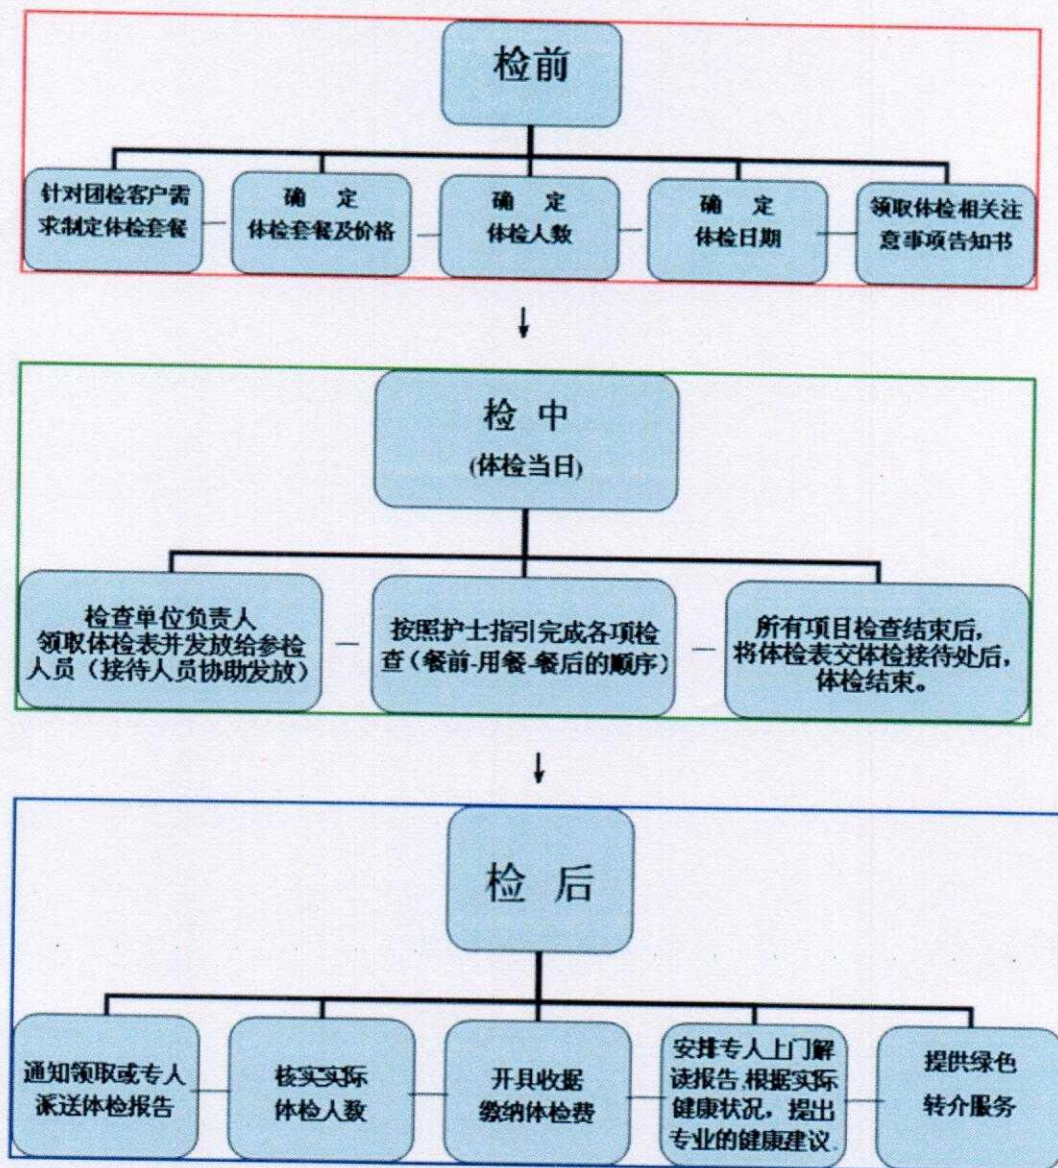 检前
针对团检客户需
求制定体检套餐
确 定
体检套餐及价格
确 定
体检人数
确 定
体检日期
领取体检相关注
意事项告知书
检 中
(体检当日)
检查单位负责人
领取体检表并发放给参检
人员（接待人员协助发放）
按照护士指引完成各项检
查（餐前-用餐-餐后的顺序）
所有项目检查结束后，
将体检表交体检接待处后，
体检结束。
检 后
通知领取或专人
派送体检报告
核实实际
体检人数
开具收据
缴纳体检费
安排专人上门解
读报告,根据实际
健康状况，提出
专业的健康建议.
提供绿色
转介服务